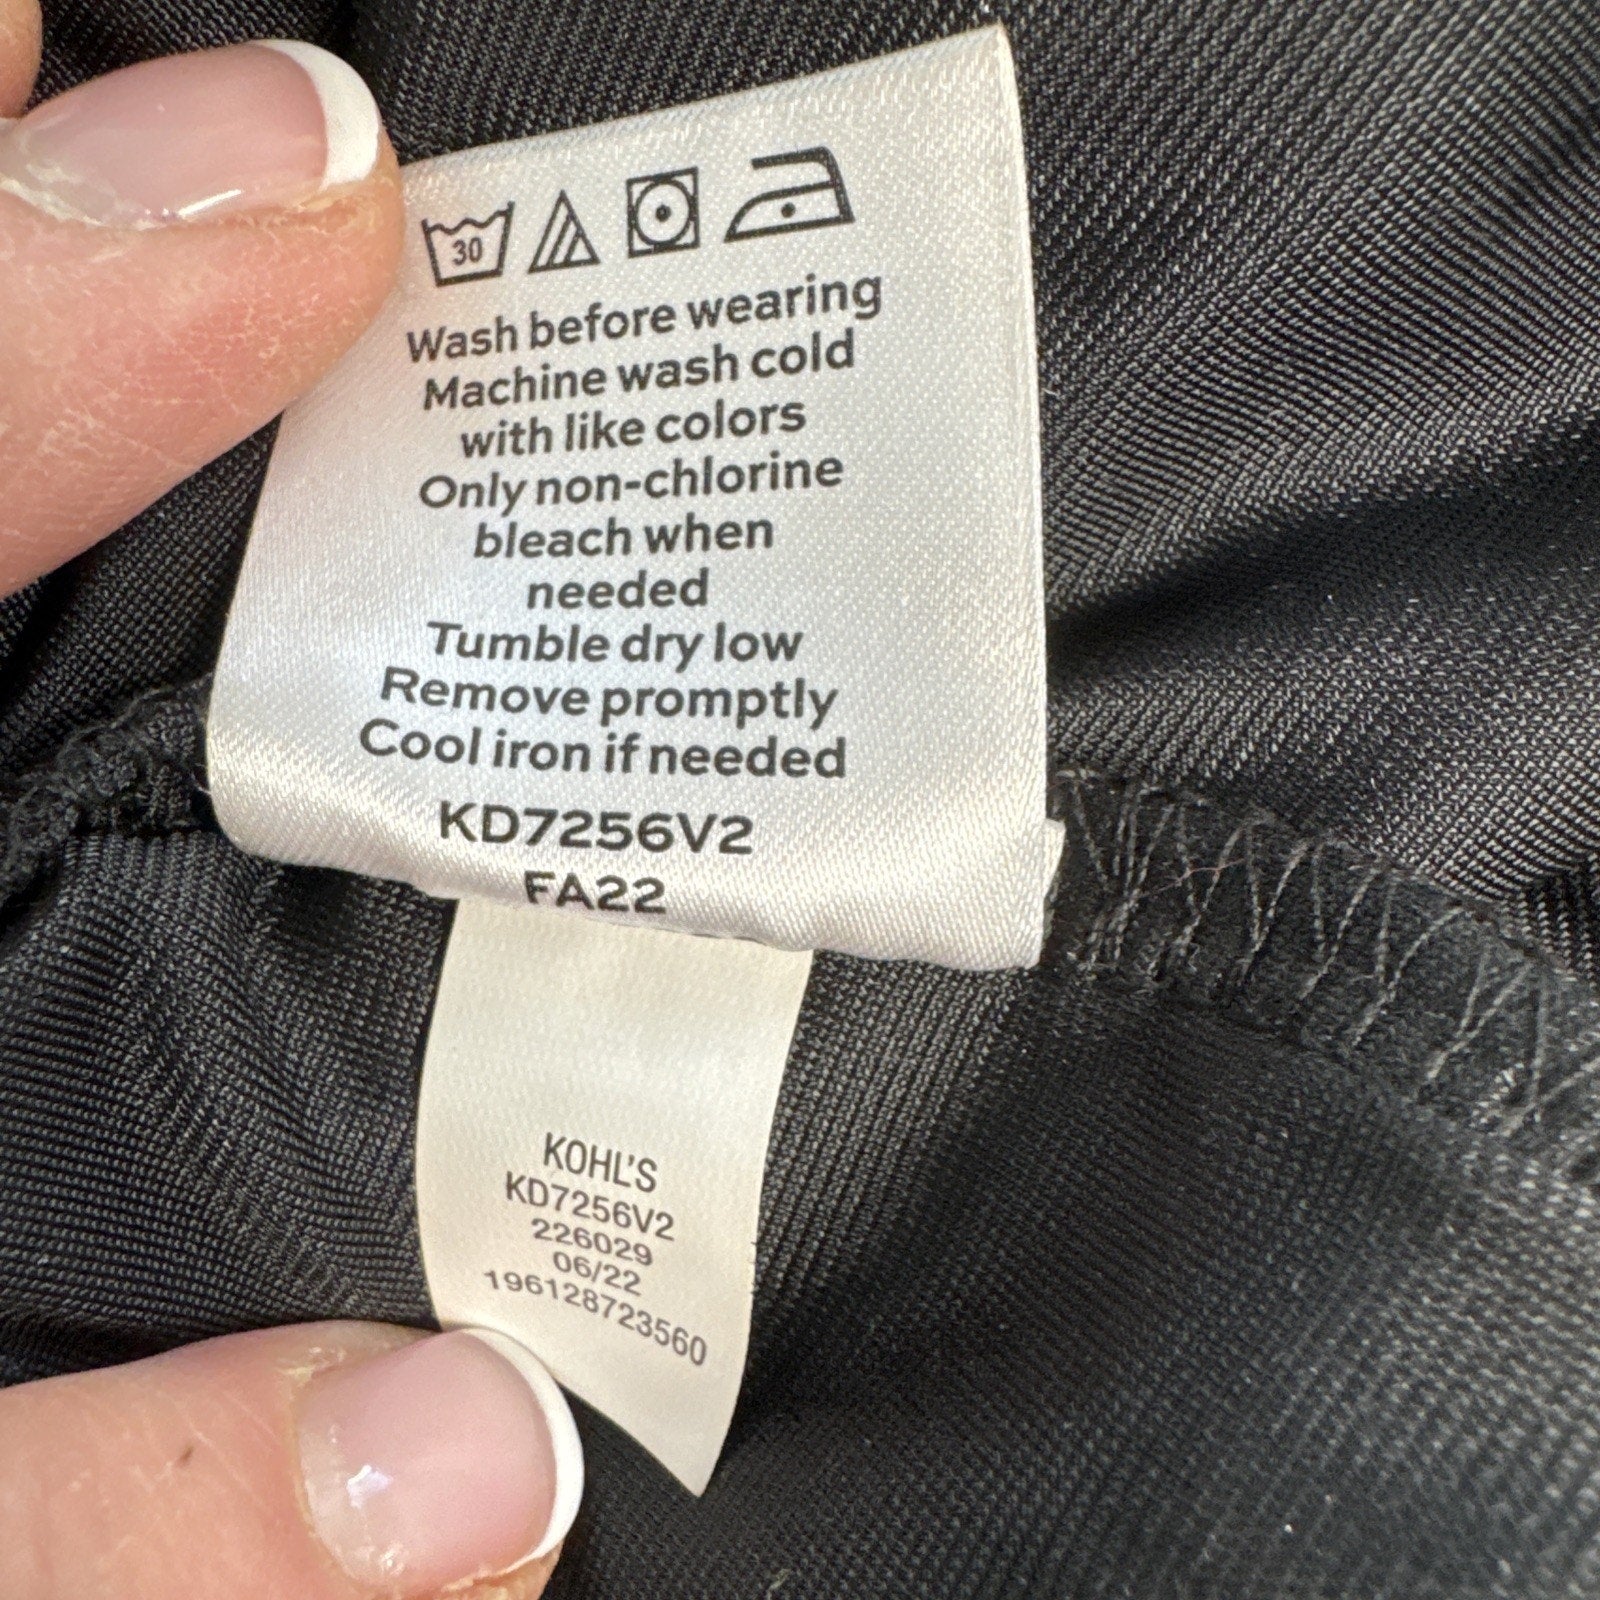 30
Wash before wearing
Machine wash cold
with like colors
Only non-chlorine
bleach when
needed
Tumble dry low
Remove promptly
Cool iron if needed
KD7256V2
FA22
KOHL'S
KD7256V2
226029
06/22
196128723560